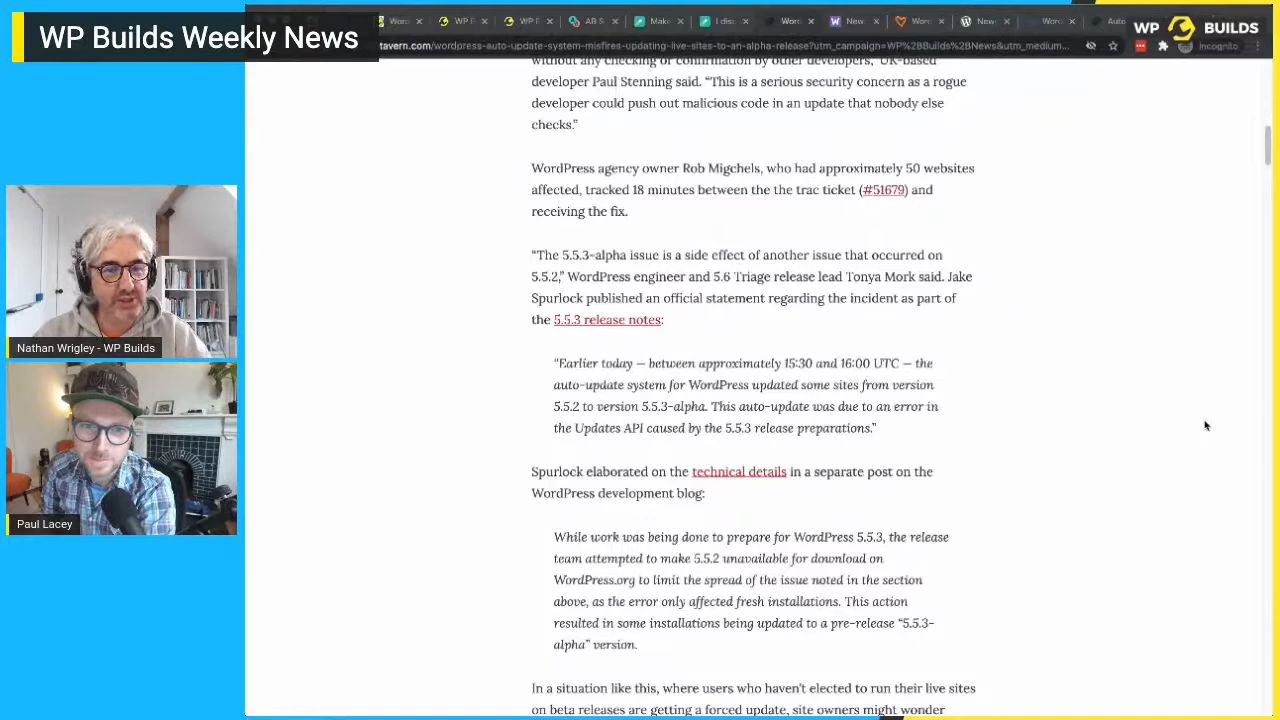 WP Builds Weekly News
Wordp
WP E
WP E
AB S
Make
I disc
Word
New
Word
New
Word
Auto
WP BUILDS
tavern.com/wordpress-auto-update-system-misfires-updating-live-sites-to-an-alpha-release?utm_campaign=WP%2BBuilds%2BNews&utm_medium...
Incognito
without any checking or confirmation by other developers,” UK-based
developer Paul Stenning said. “This is a serious security concern as a rogue
developer could push out malicious code in an update that nobody else
checks.”
WordPress agency owner Rob Migchels, who had approximately 50 websites
affected, tracked 18 minutes between the the trac ticket (#51679) and
receiving the fix.
“The 5.5.3-alpha issue is a side effect of another issue that occurred on
5.5.2,” WordPress engineer and 5.6 Triage release lead Tonya Mork said. Jake
Spurlock published an official statement regarding the incident as part of
the 5.5.3 release notes:
“Earlier today — between approximately 15:30 and 16:00 UTC — the
auto-update system for WordPress updated some sites from version
5.5.2 to version 5.5.3-alpha. This auto-update was due to an error in
the Updates API caused by the 5.5.3 release preparations.”
Spurlock elaborated on the technical details in a separate post on the
WordPress development blog:
While work was being done to prepare for WordPress 5.5.3, the release
team attempted to make 5.5.2 unavailable for download on
WordPress.org to limit the spread of the issue noted in the section
above, as the error only affected fresh installations. This action
resulted in some installations being updated to a pre-release “5.5.3-
alpha” version.
In a situation like this, where users who haven’t elected to run their live sites
on beta releases are getting a forced update, site owners might wonder
Nathan Wrigley - WP Builds
Paul Lacey